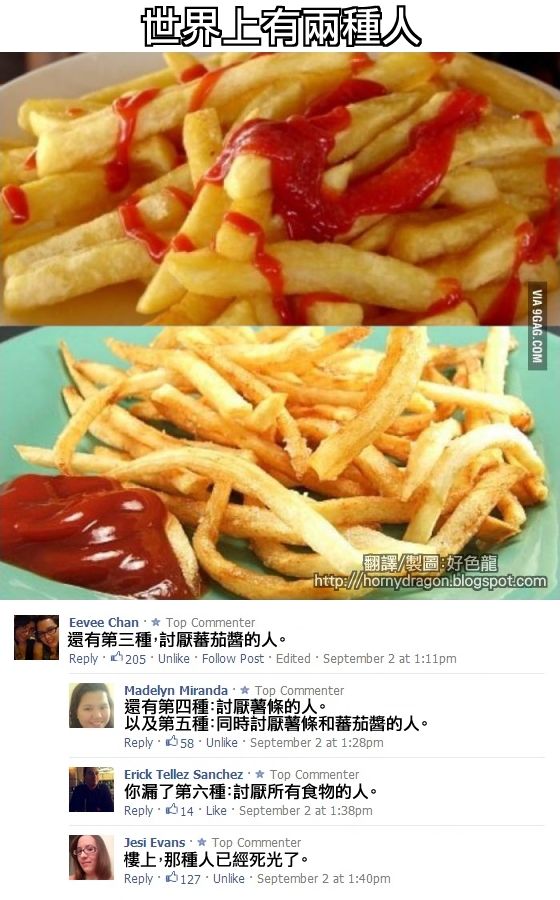 世界上有兩種人
VIA 9GAG.COM
翻譯/製圖:好色龍
http://hornydragon.blogspot.com
Eevee Chan · ★ Top Commenter
還有第三種,討厭蕃茄醬的人。
Reply · 205 · Unlike · Follow Post · Edited · September 2 at 1:11pm
Madelyn Miranda · ★ Top Commenter
還有第四種:討厭薯條的人。
以及第五種:同時討厭薯條和蕃茄醬的人。
Reply · 58 · Unlike · September 2 at 1:28pm
Erick Tellez Sanchez · ★ Top Commenter
你漏了第六種:討厭所有食物的人。
Reply · 14 · Like · September 2 at 1:38pm
Jesi Evans · ★ Top Commenter
樓上,那種人已經死光了。
Reply · 127 · Unlike · September 2 at 1:40pm